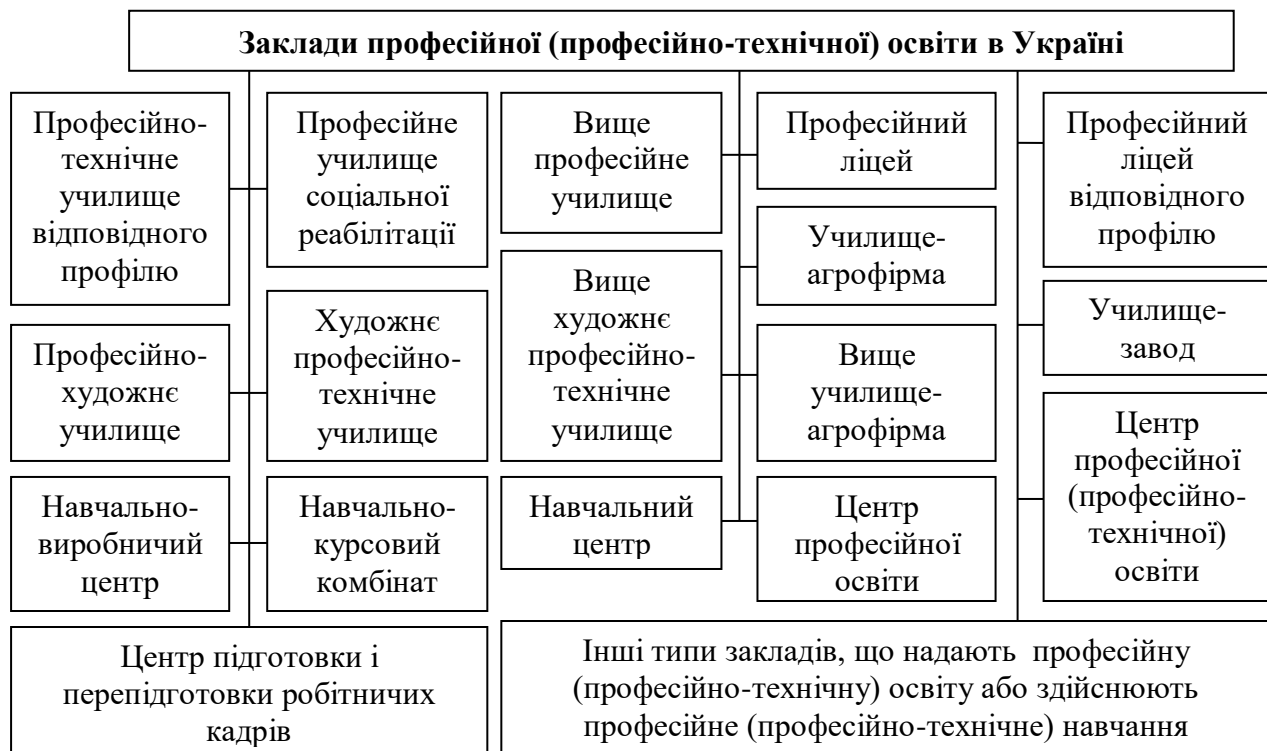 Заклади професійної (професійно-технічної) освіти в Україні
Професійно-
технічне
училище
відповідного
профілю
Професійне
училище
соціальної
реабілітації
Вище
професійне
училище
Професійний
ліцей
Професійний
ліцей
відповідного
профілю
Училище-
агрофірма
Професійно-
художнє
училище
Художнє
професійно-
технічне
училище
Вище
художнє
професійно-
технічне
училище
Вище
училище-
агрофірма
Училище-
завод
Навчально-
виробничий
центр
Навчально-
курсовий
комбінат
Навчальний
центр
Центр
професійної
освіти
Центр
професійної
(професійно-
технічної)
освіти
Центр підготовки і
перепідготовки робітничих
кадрів
Інші типи закладів, що надають професійну
(професійно-технічну) освіту або здійснюють
професійне (професійно-технічне) навчання